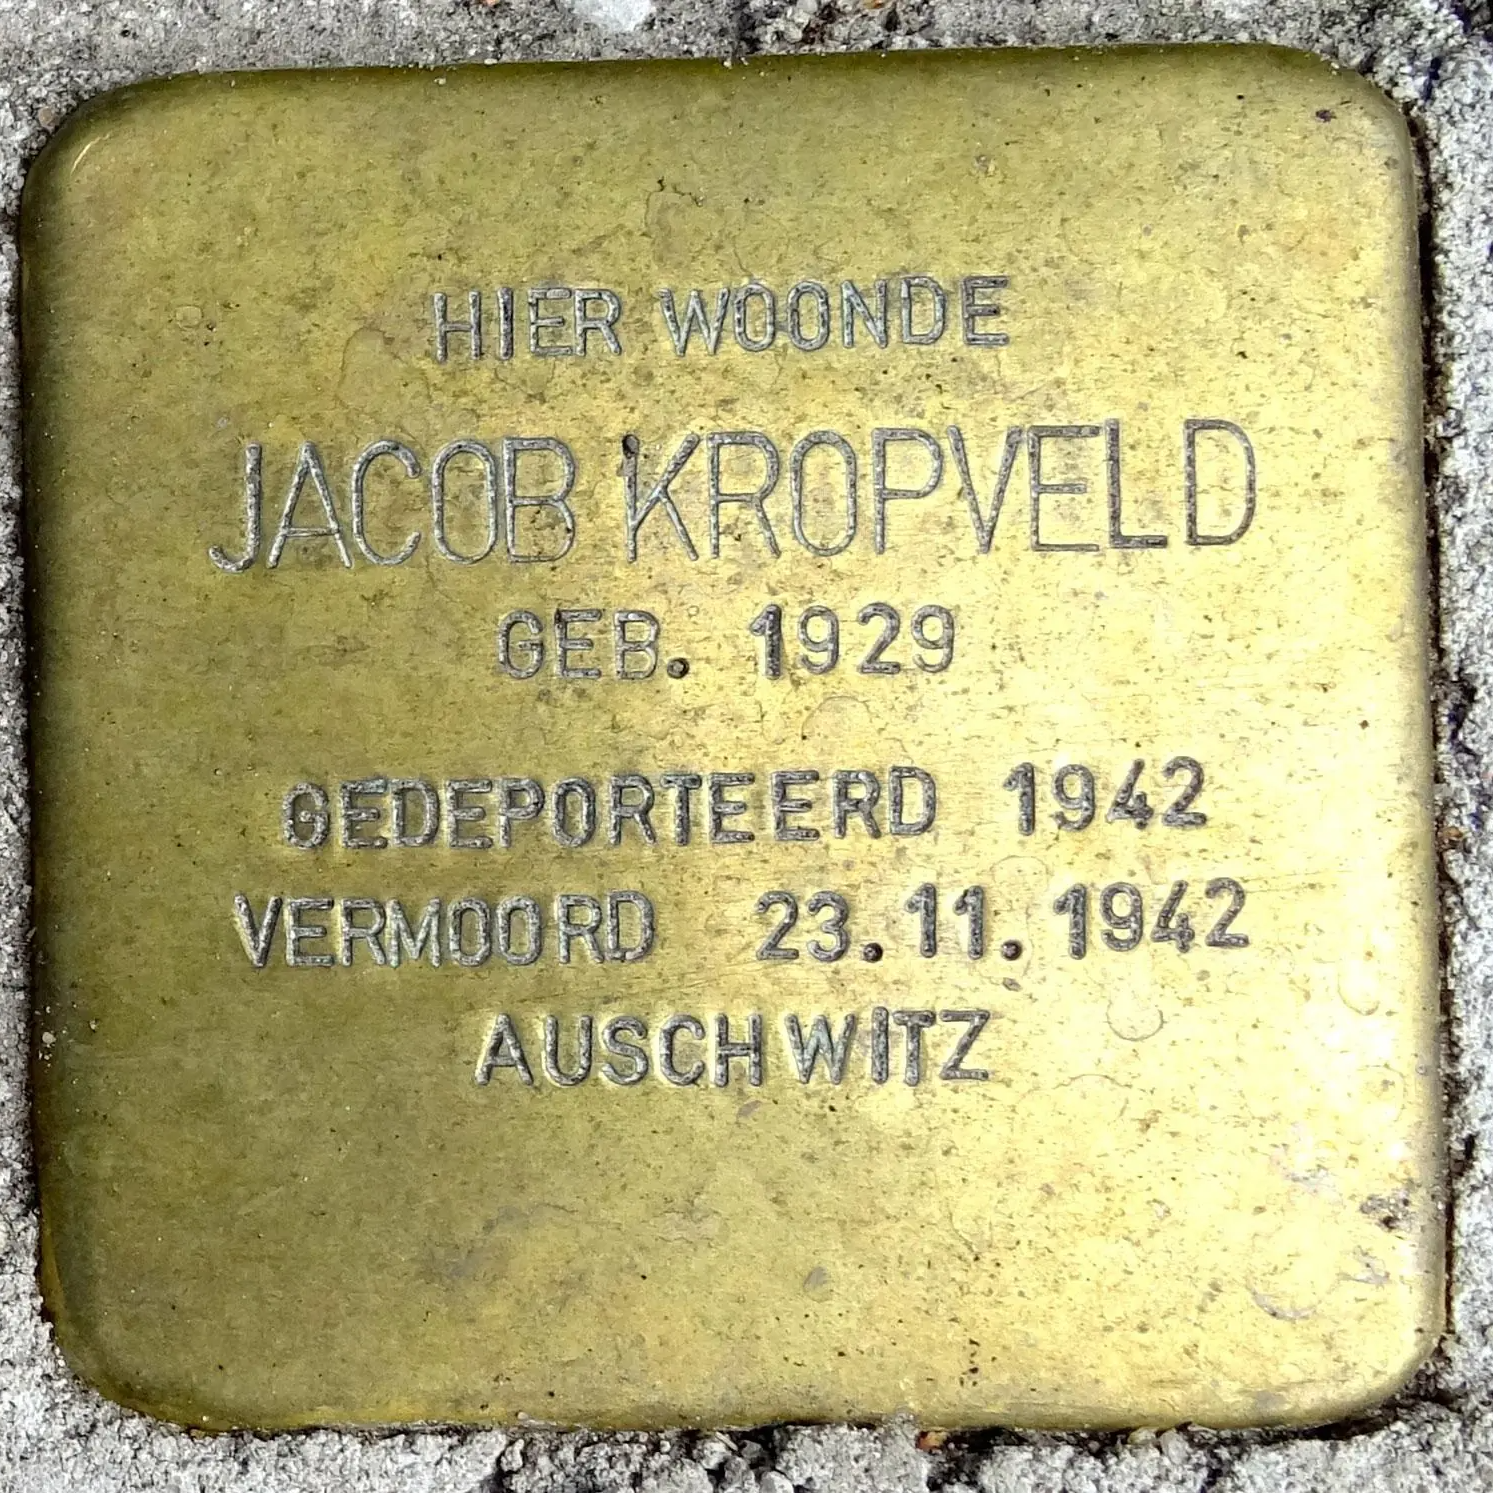 HIER WOONDE
JACOB KROPVELD
GEB. 1929
GEDEPORTEERD 1942
VERMOORD 23.11.1942
AUSCHWITZ